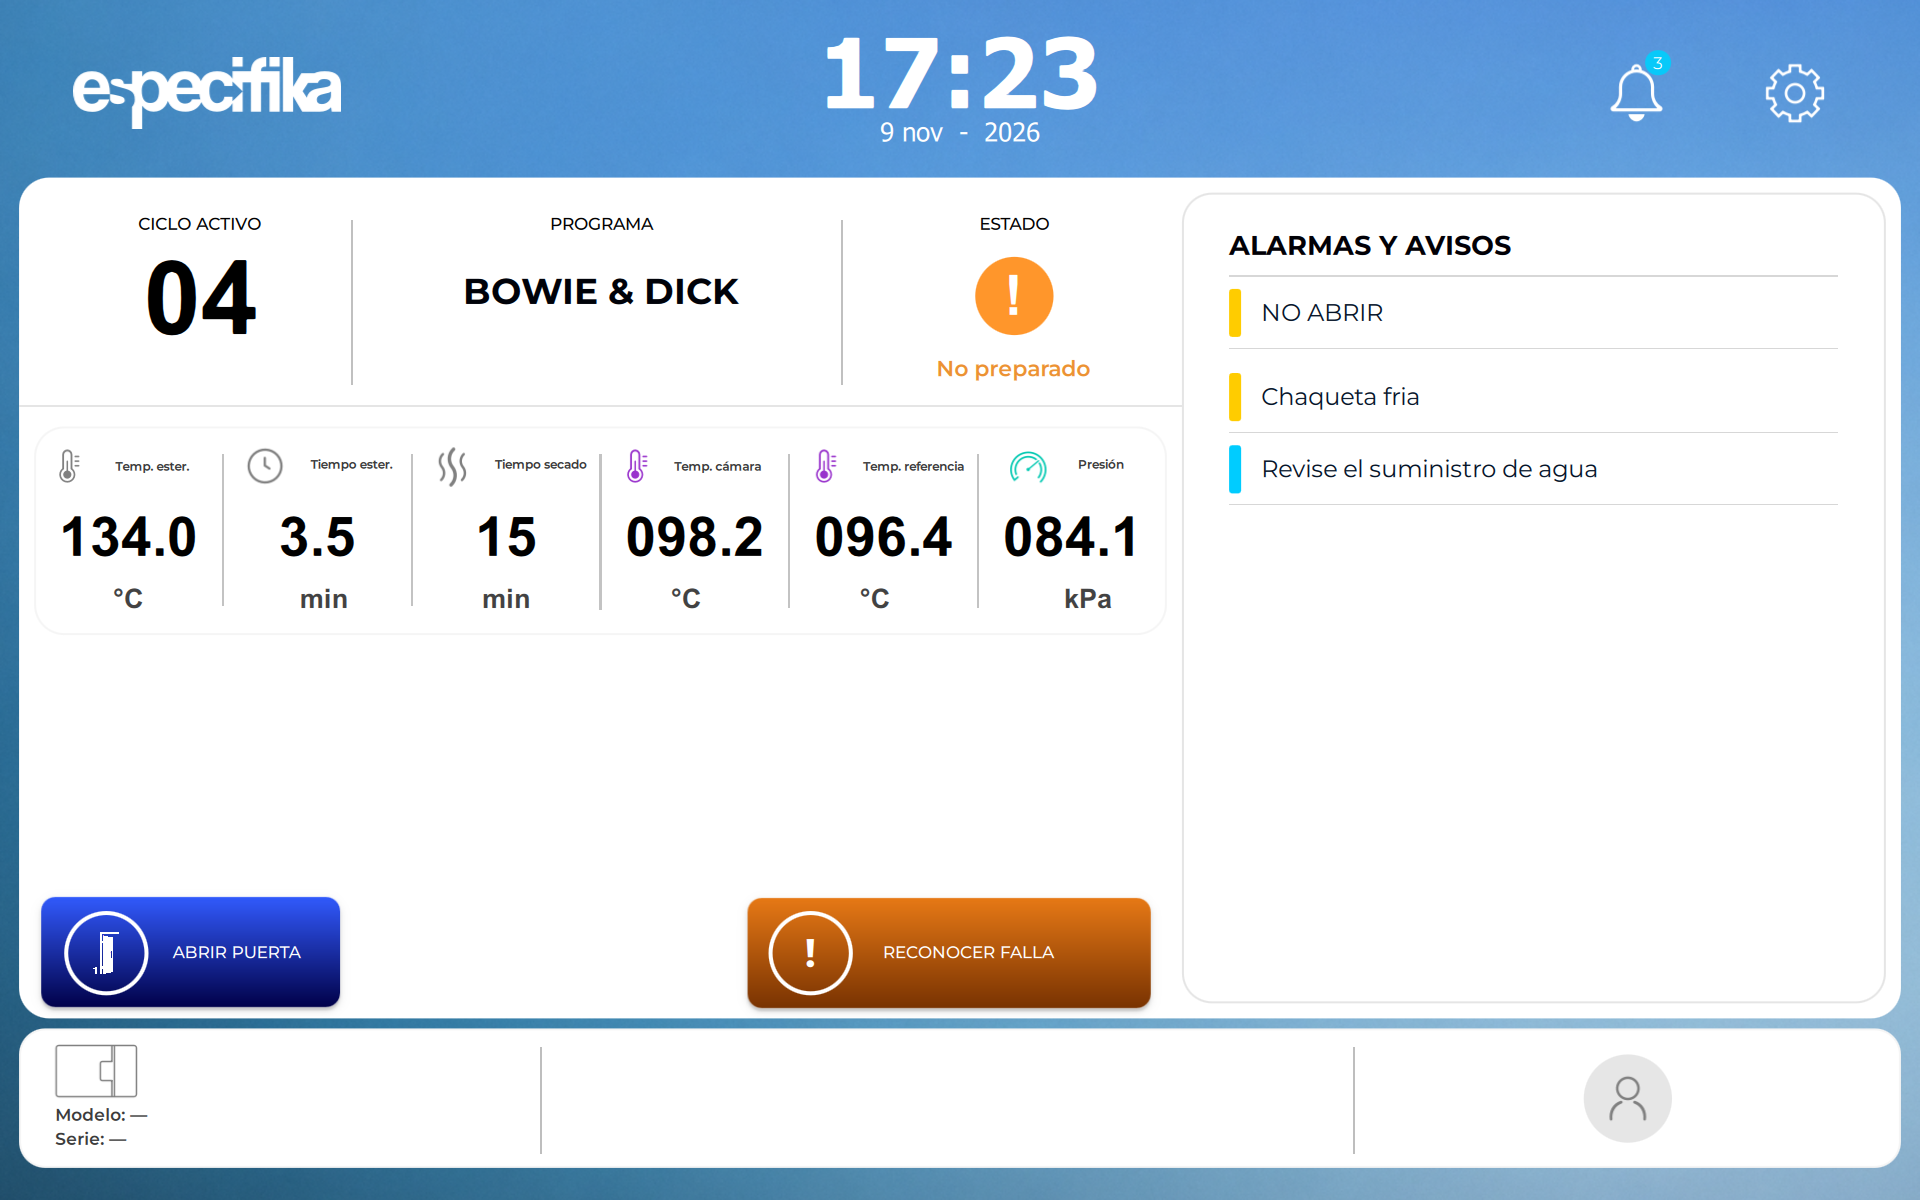 especifika
17:23
9 nov - 2026
3
CICLO ACTIVO
04
PROGRAMA
BOWIE & DICK
ESTADO
!
No preparado
Temp. ester.
134.0
°C
Tiempo ester.
3.5
min
Tiempo secado
15
min
Temp. cámara
098.2
°C
Temp. referencia
096.4
°C
Presión
084.1
kPa
ALARMAS Y AVISOS
NO ABRIR
Chaqueta fria
Revise el suministro de agua
ABRIR PUERTA
!
RECONOCER FALLA
Modelo: —
Serie: —